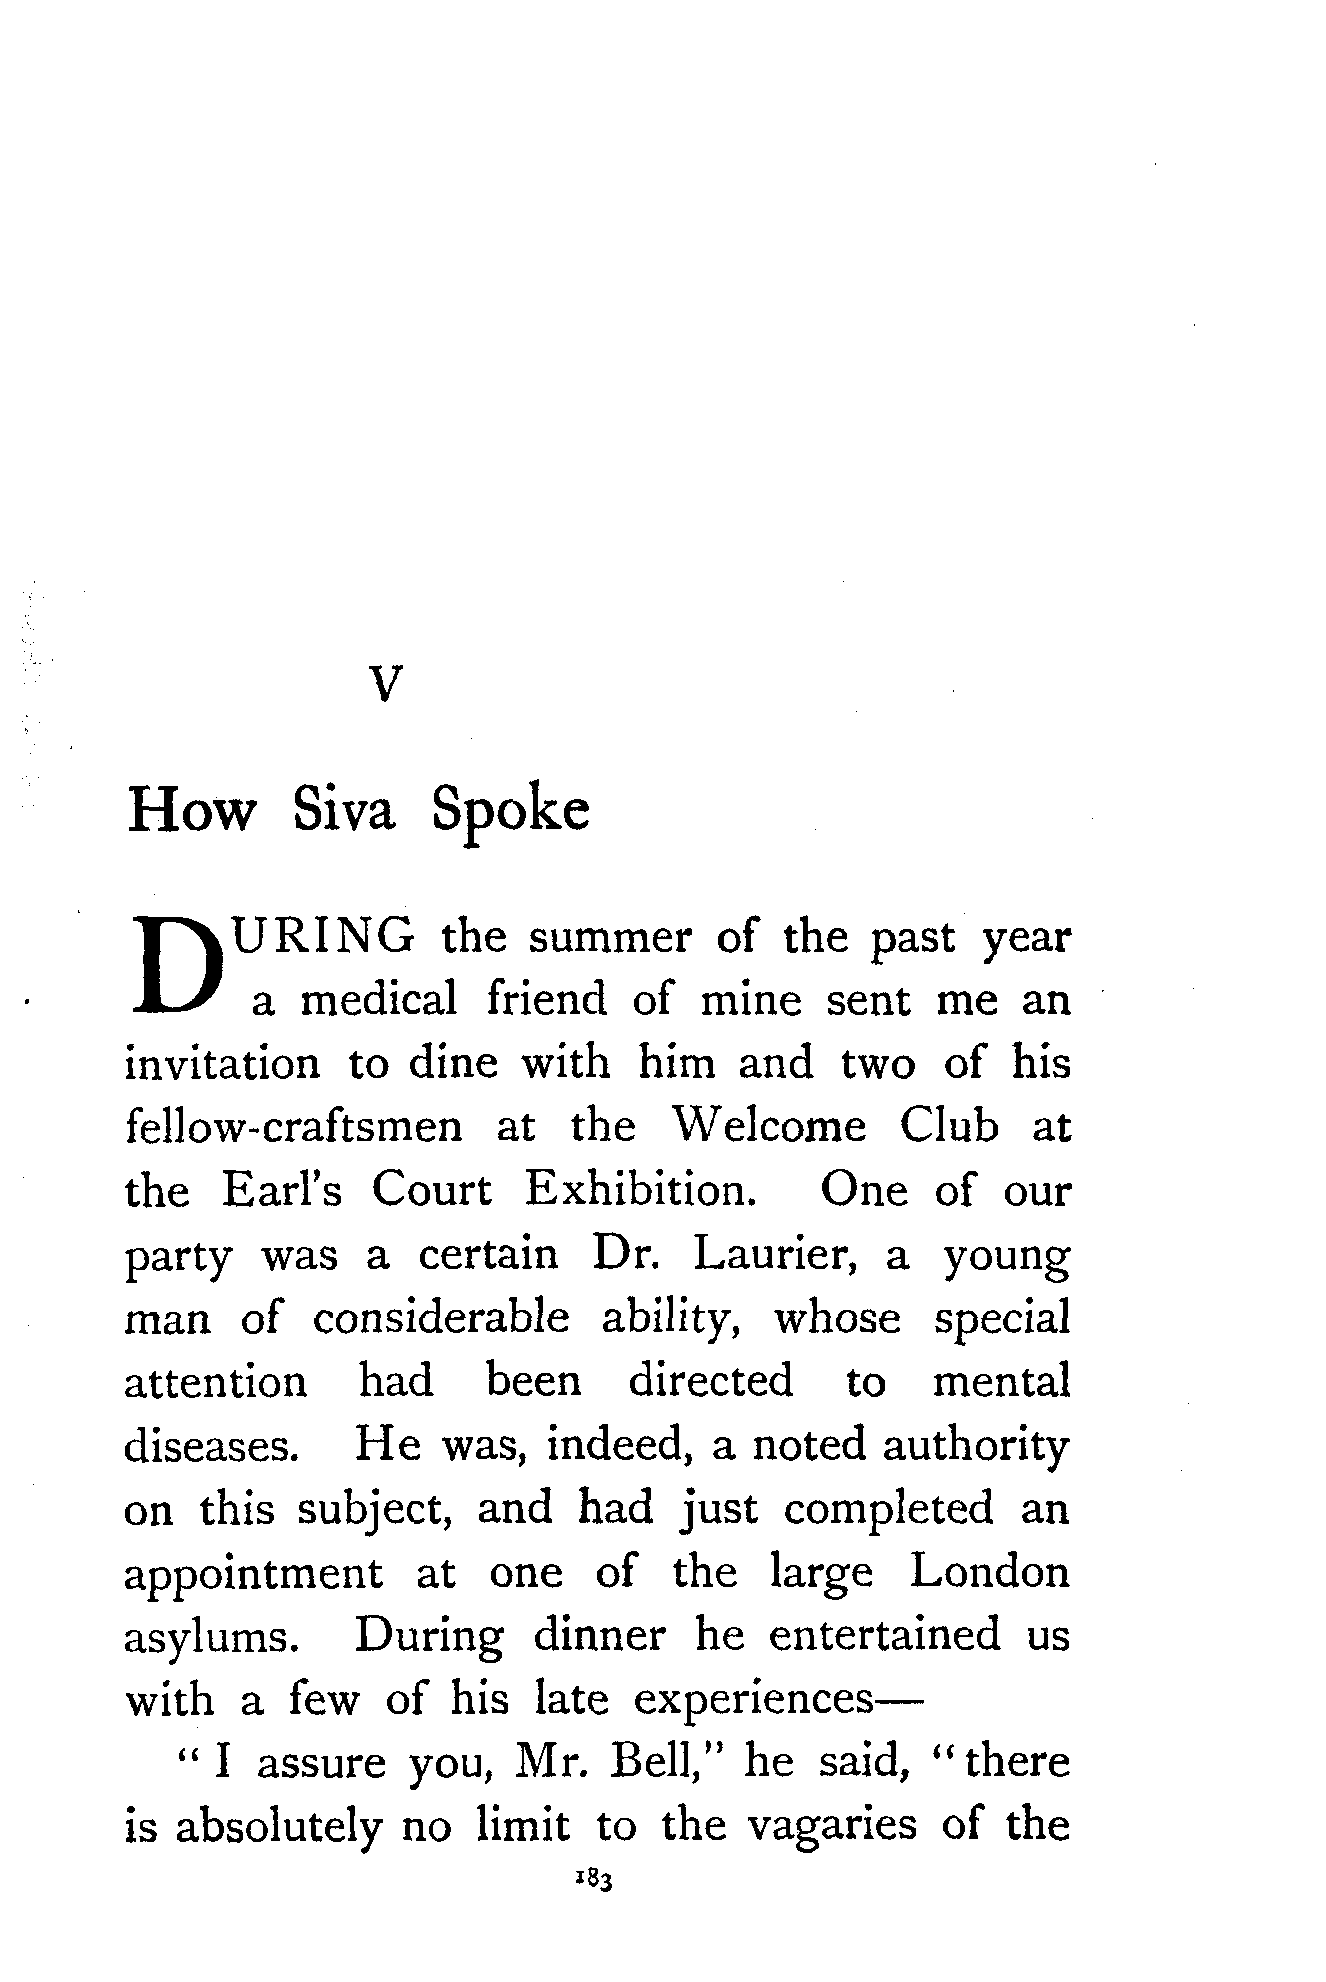 V
How Siva Spoke
DURING the summer of the past year
a medical friend of mine sent me an
invitation to dine with him and two of his
fellow-craftsmen at the Welcome Club at
the Earl's Court Exhibition. One of our
party was a certain Dr. Laurier, a young
man of considerable ability, whose special
attention had been directed to mental
diseases. He was, indeed, a noted authority
on this subject, and had just completed an
appointment at one of the large London
asylums. During dinner he entertained us
with a few of his late experiences—
" I assure you, Mr. Bell," he said, " there
is absolutely no limit to the vagaries of the
183